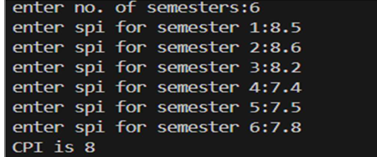 enter no. of semesters:6
enter spi for semester 1:8.5
enter spi for semester 2:8.6
enter spi for semester 3:8.2
enter spi for semester 4:7.4
enter spi for semester 5:7.5
enter spi for semester 6:7.8
CPI is 8